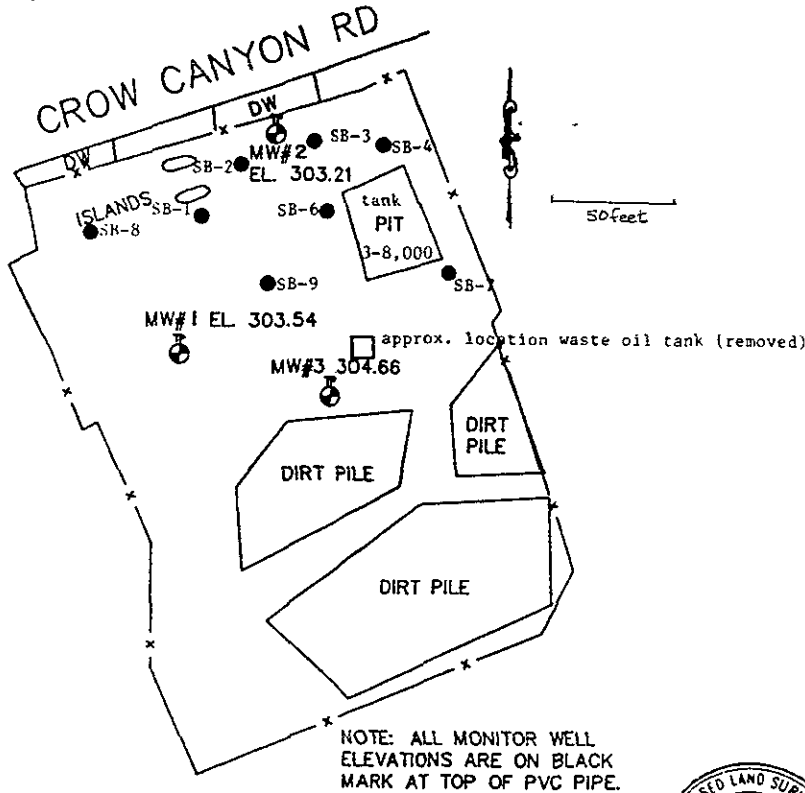 CROW CANYON RD
DW
DW
SB-3
SB-4
MW#2
SB-2
EL. 303.21
ISLANDS
SB-1
SB-8
SB-6
tank
PIT
3-8,000
50feet
SB-9
MW#1 EL. 303.54
approx. location waste oil tank (removed)
MW#3 304.66
DIRT
PILE
DIRT PILE
DIRT PILE
NOTE: ALL MONITOR WELL
ELEVATIONS ARE ON BLACK
MARK AT TOP OF PVC PIPE.
LAND